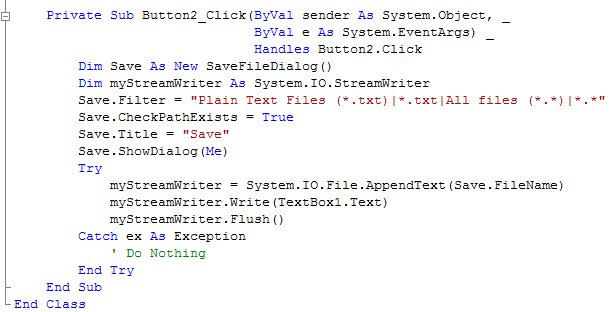 Private Sub Button2_Click(ByVal sender As System.Object, _
ByVal e As System.EventArgs) _
Handles Button2.Click
Dim Save As New SaveFileDialog()
Dim myStreamWriter As System.IO.StreamWriter
Save.Filter = "Plain Text Files (*.txt)|*.txt|All files (*.*)|*.*"
Save.CheckPathExists = True
Save.Title = "Save"
Save.ShowDialog(Me)
Try
myStreamWriter = System.IO.File.AppendText(Save.FileName)
myStreamWriter.Write(TextBox1.Text)
myStreamWriter.Flush()
Catch ex As Exception
' Do Nothing
End Try
End Sub
End Class